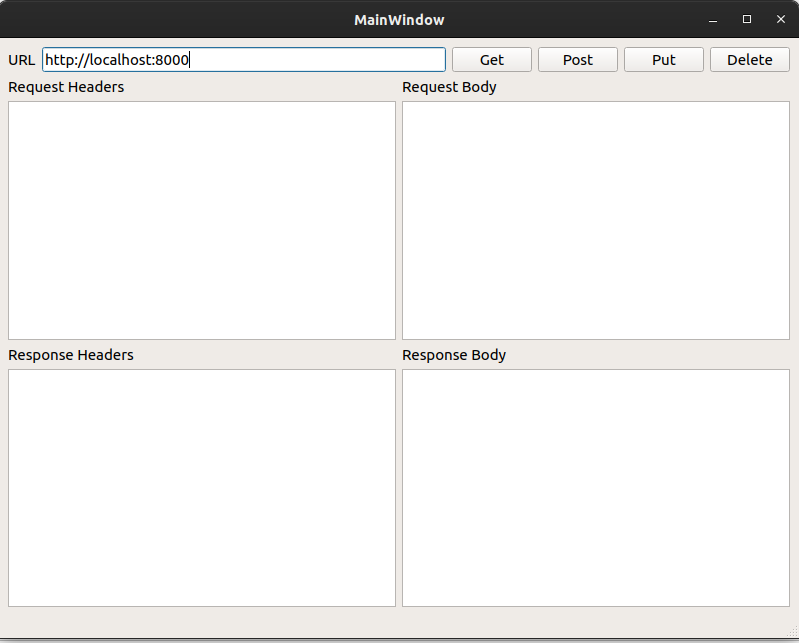 MainWindow
URL http://localhost:8000 Get Post Put Delete
Request Headers Request Body
Response Headers Response Body